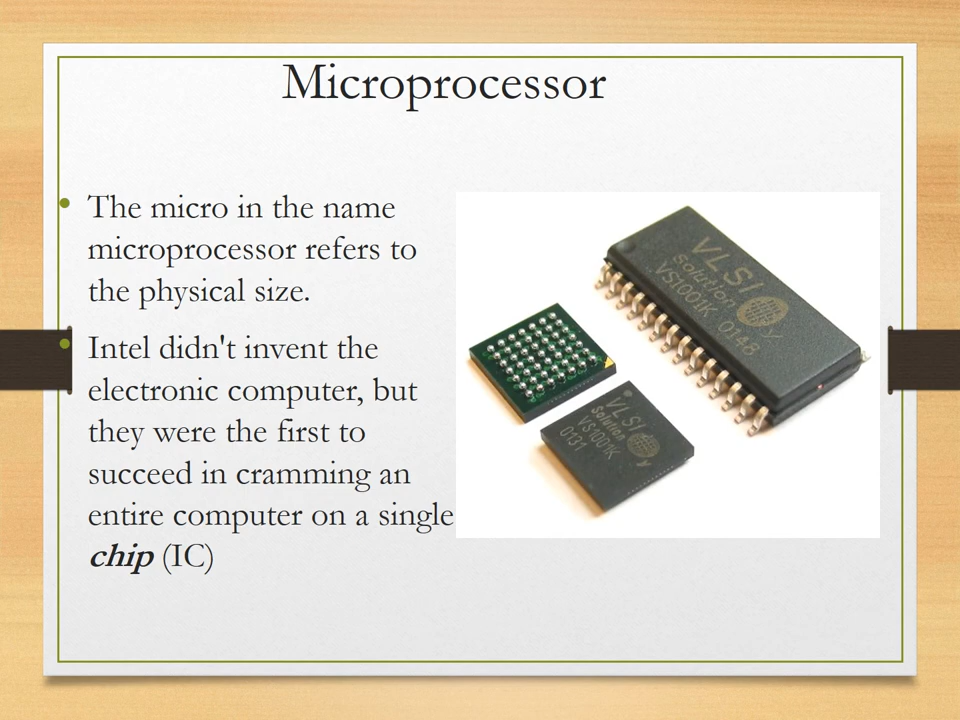 Microprocessor
• The micro in the name
microprocessor refers to
the physical size.
• Intel didn't invent the
electronic computer, but
they were the first to
succeed in cramming an
entire computer on a single
chip (IC)
VLSI
Solution
VS1001K 0148
y
VLSI
Solution
VS1001K
0131
y